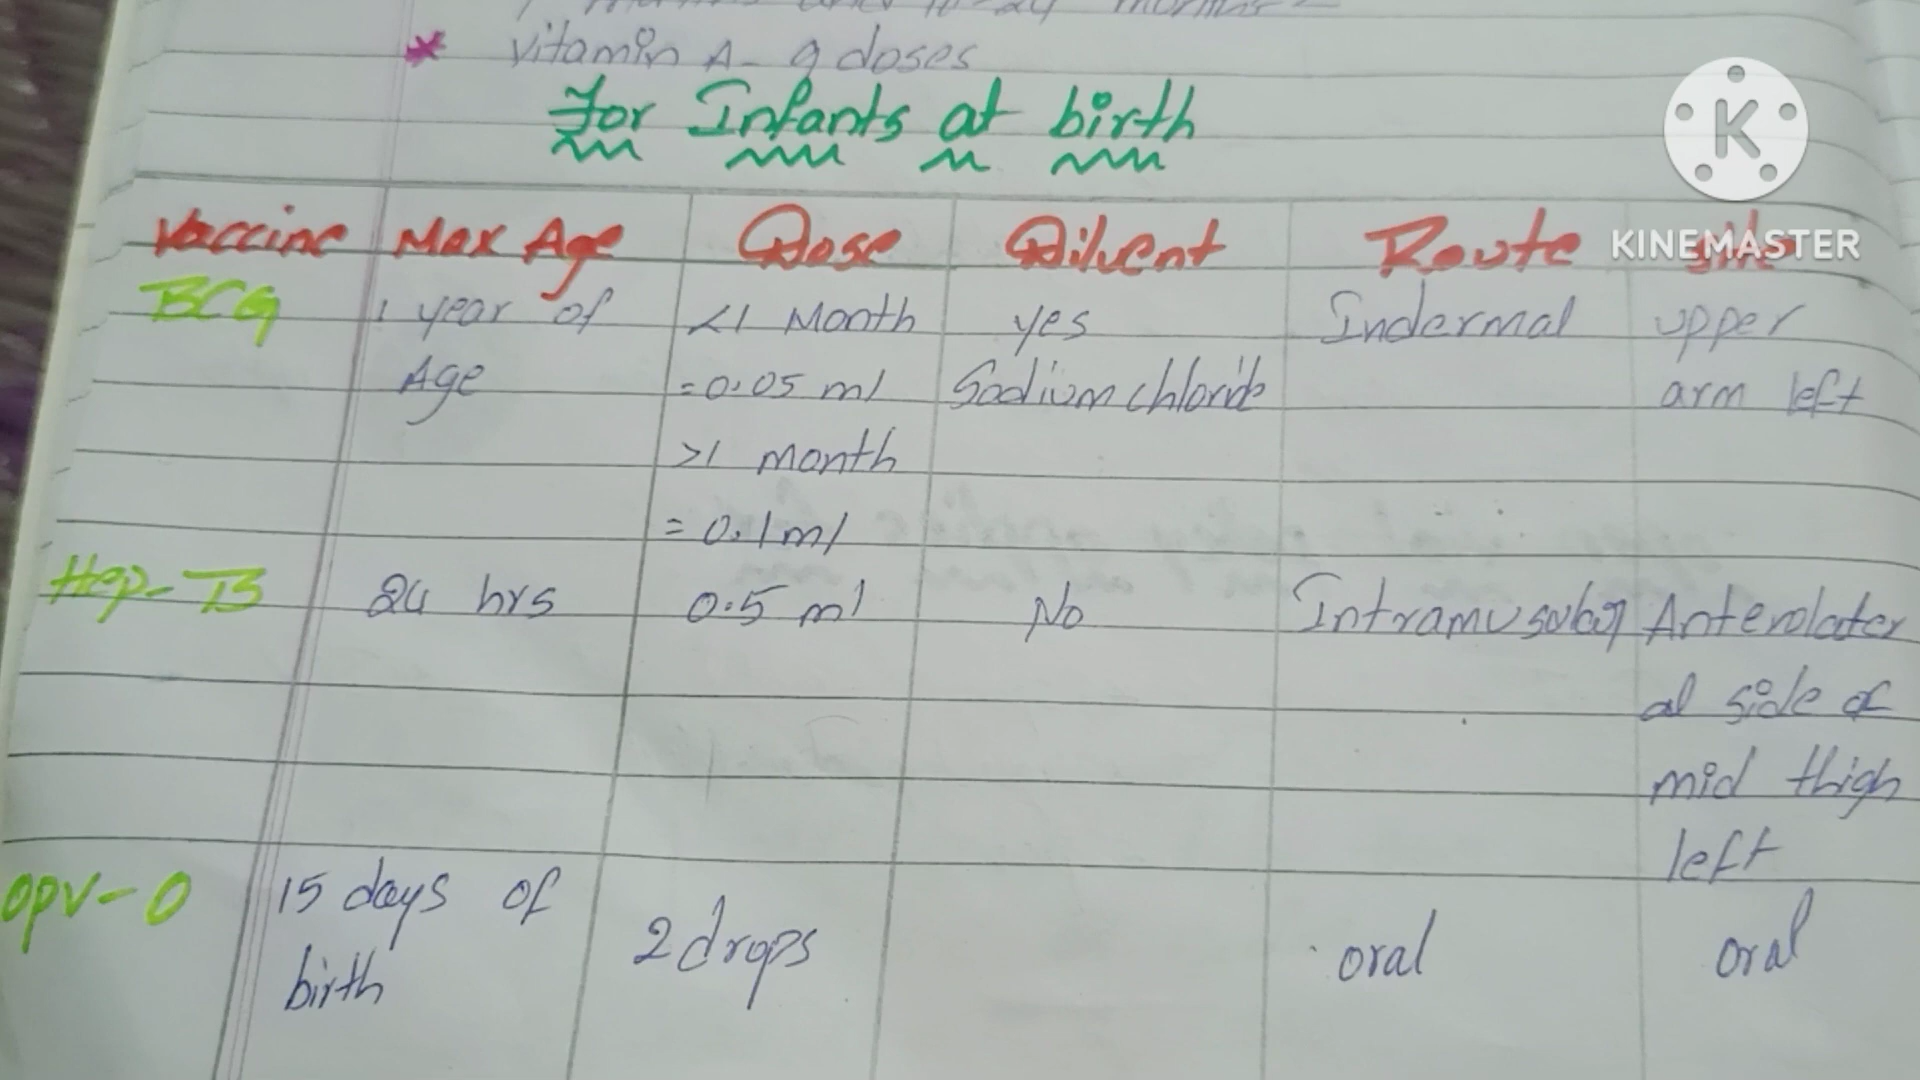 * Vitamin A - 9 doses
For Infants at birth
Vaccine Max Age Dose Diluent Route Site
KINEMASTER
BCG 1 year of <1 Month yes Indermal upper
Age =0.05 ml Sodium chloride arm left
>1 month
= 0.1ml
Hep-B 24 hrs 0.5 ml No Anterolater
al side of
mid thigh
left
OPV-0 15 days of 2 drops oral oral
birth